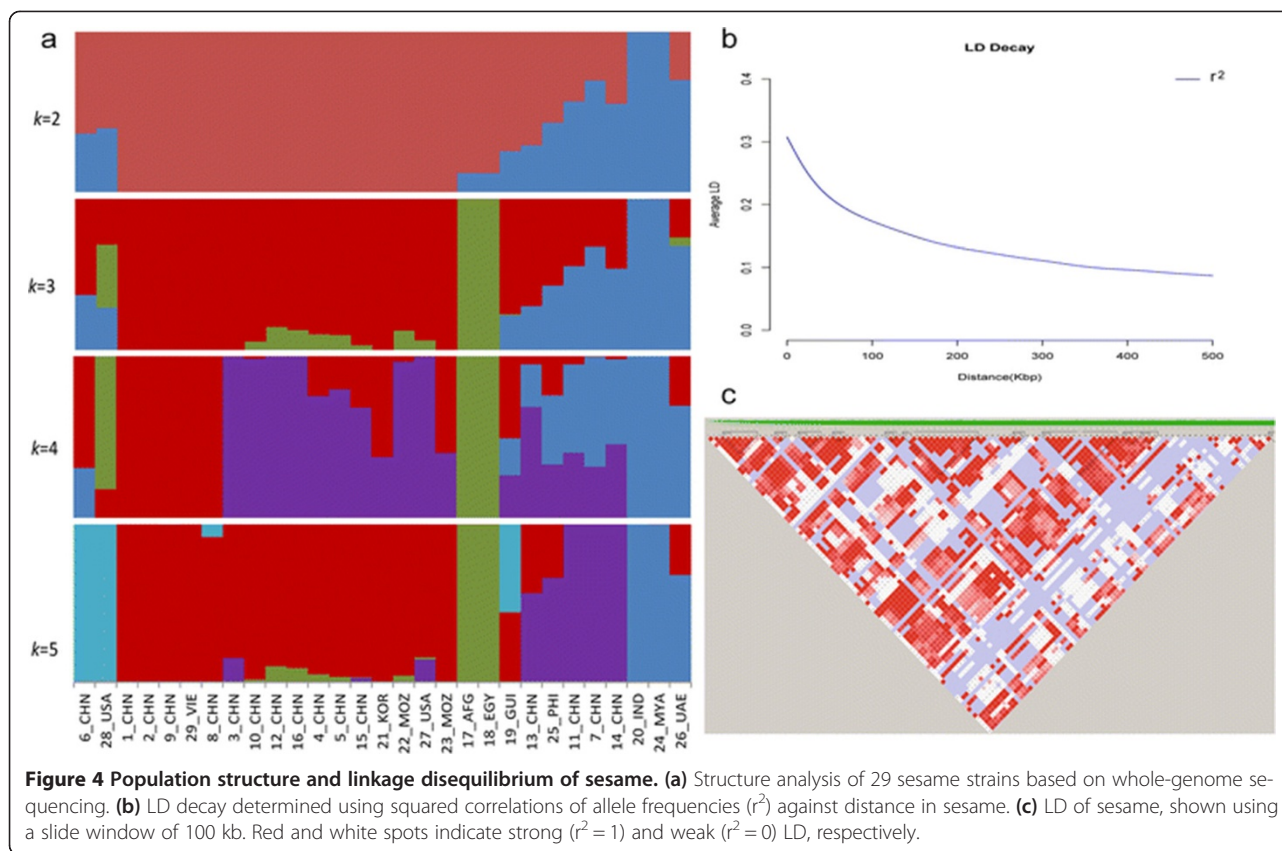 a
k=2
k=3
k=4
k=5
6_CHN
28_USA
1_CHN
2_CHN
9_CHN
29_VIE
8_CHN
3_CHN
10_CHN
12_CHN
16_CHN
4_CHN
5_CHN
15_CHN
21_KOR
22_MOZ
27_USA
23_MOZ
17_AFG
18_EGY
19_GUI
13_CHN
25_PHI
11_CHN
7_CHN
14_CHN
20_IND
24_MYA
26_UAE
b
LD Decay
r²
Average LD
0.4
0.3
0.2
0.1
0.0
0 100 200 300 400 500
Distance(Kbp)
c
Figure 4 Population structure and linkage disequilibrium of sesame. (a) Structure analysis of 29 sesame strains based on whole-genome se-
quencing. (b) LD decay determined using squared correlations of allele frequencies (r²) against distance in sesame. (c) LD of sesame, shown using
a slide window of 100 kb. Red and white spots indicate strong (r² = 1) and weak (r² = 0) LD, respectively.